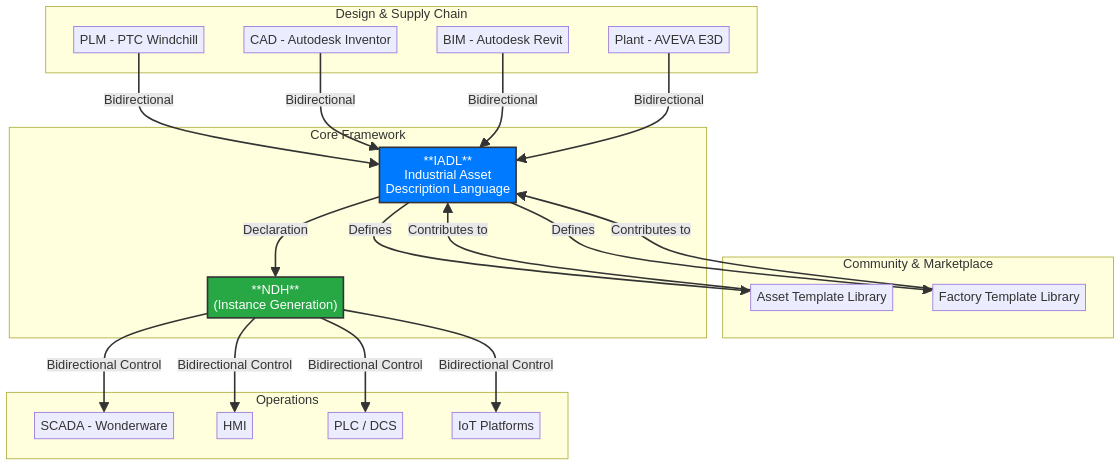 Design & Supply Chain
PLM - PTC Windchill
CAD - Autodesk Inventor
BIM - Autodesk Revit
Plant - AVEVA E3D
Bidirectional
Bidirectional
Bidirectional
Bidirectional
Core Framework
**IADL**
Industrial Asset
Description Language
Declaration
Defines
Contributes to
Defines
Contributes to
Community & Marketplace
Asset Template Library
Factory Template Library
**NDH**
(Instance Generation)
Bidirectional Control
Bidirectional Control
Bidirectional Control
Bidirectional Control
Operations
SCADA - Wonderware
HMI
PLC / DCS
IoT Platforms